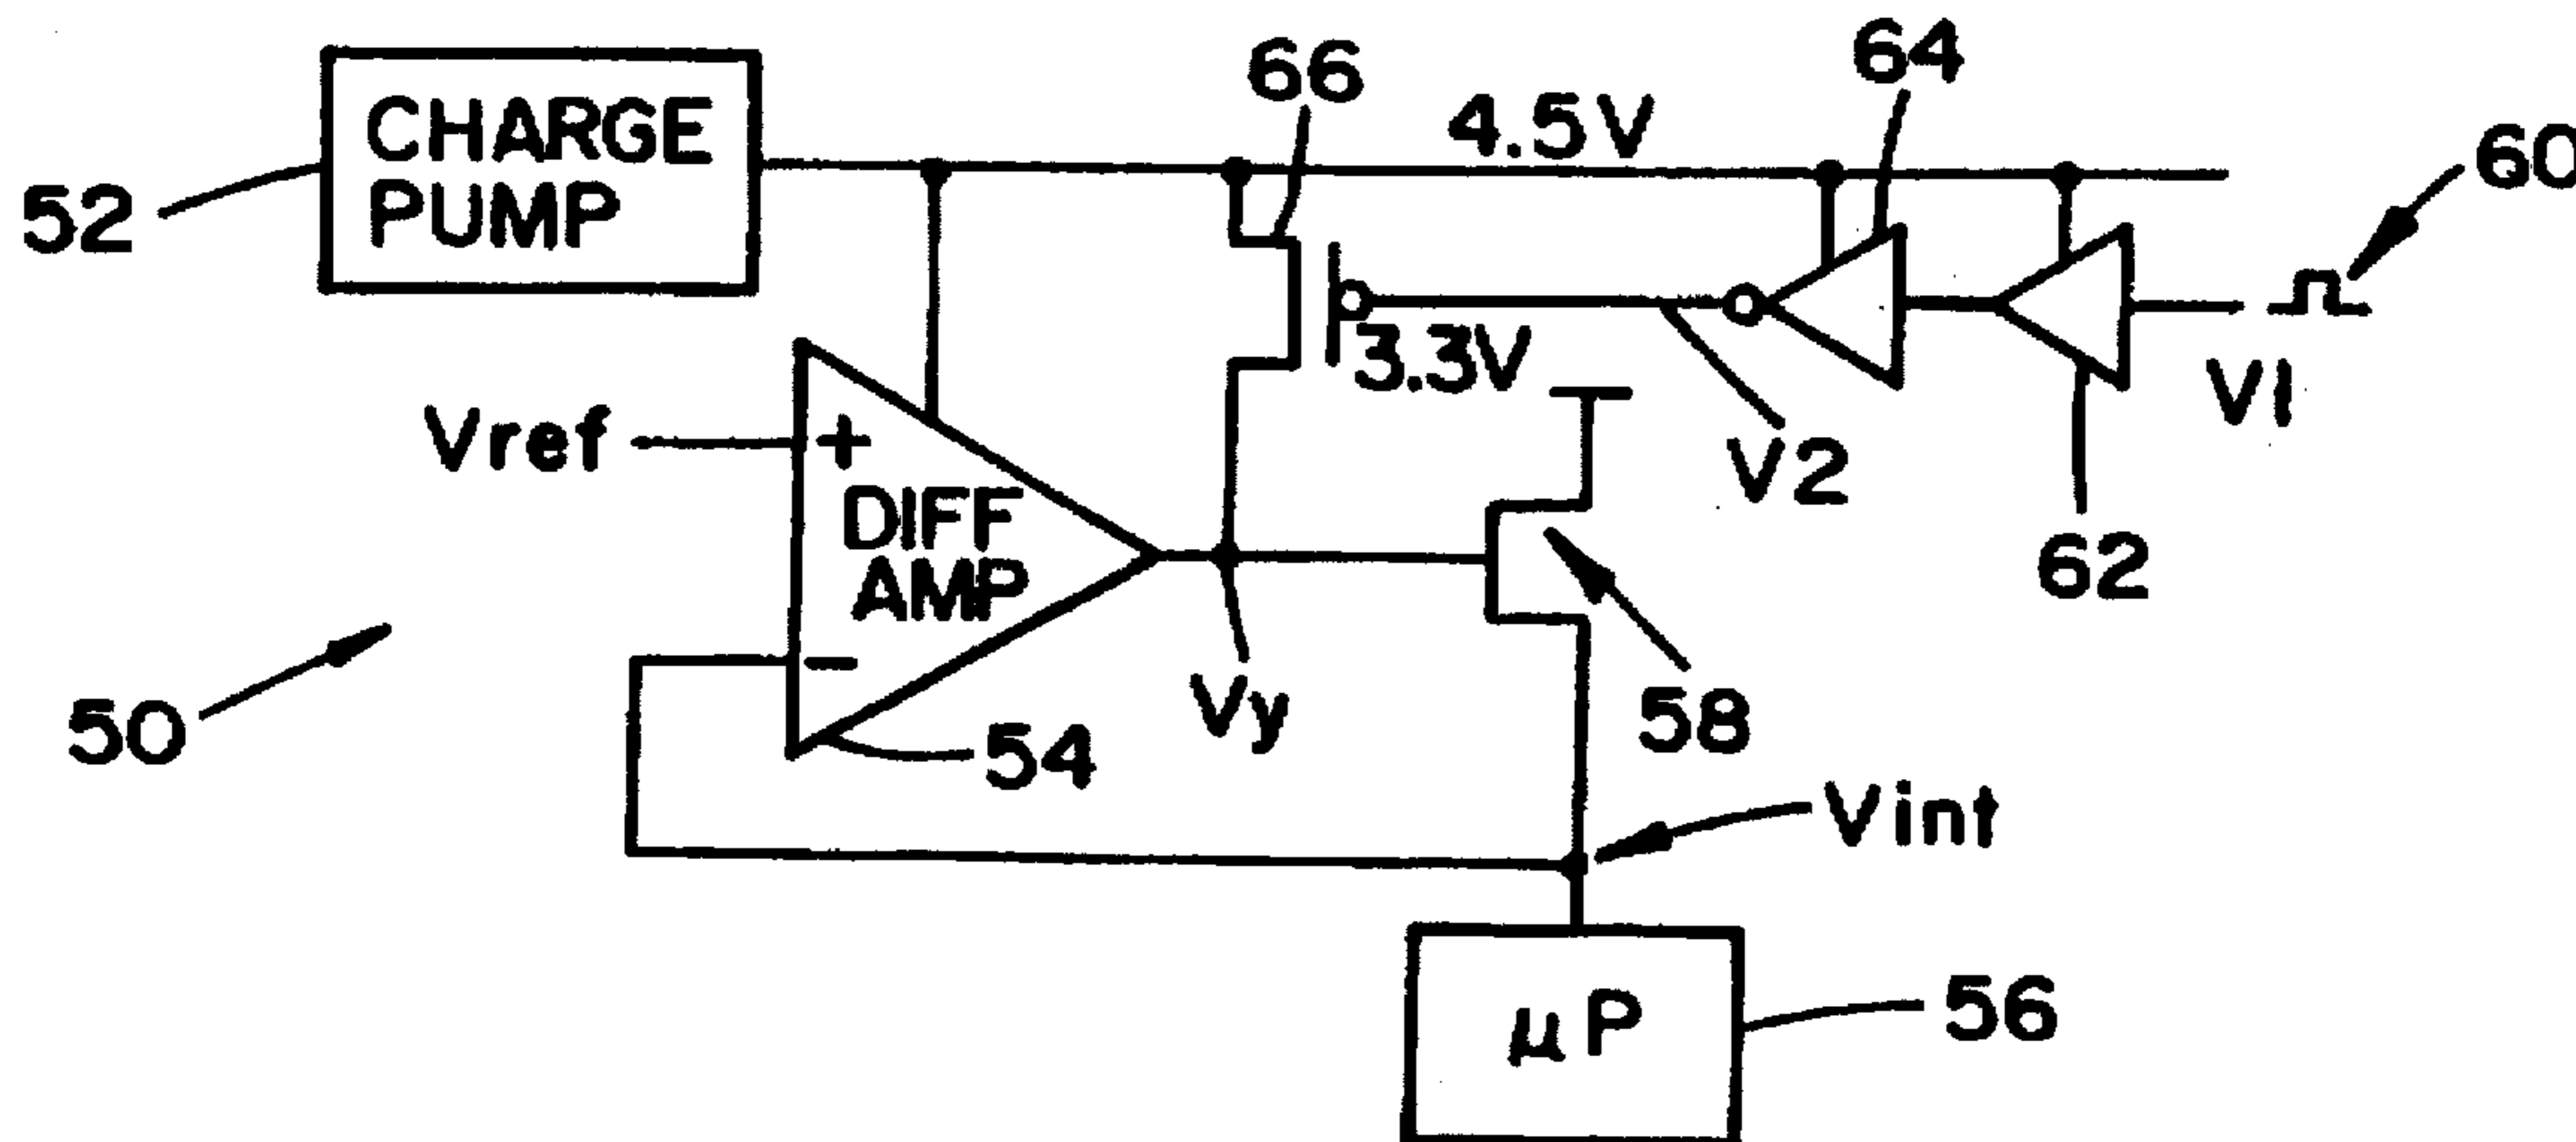 CHARGE
PUMP
52
66
4.5V
64
60
3.3V
V2
V1
62
Vref
+
DIFF
AMP
-
54
Vy
58
50
Vint
μP
56